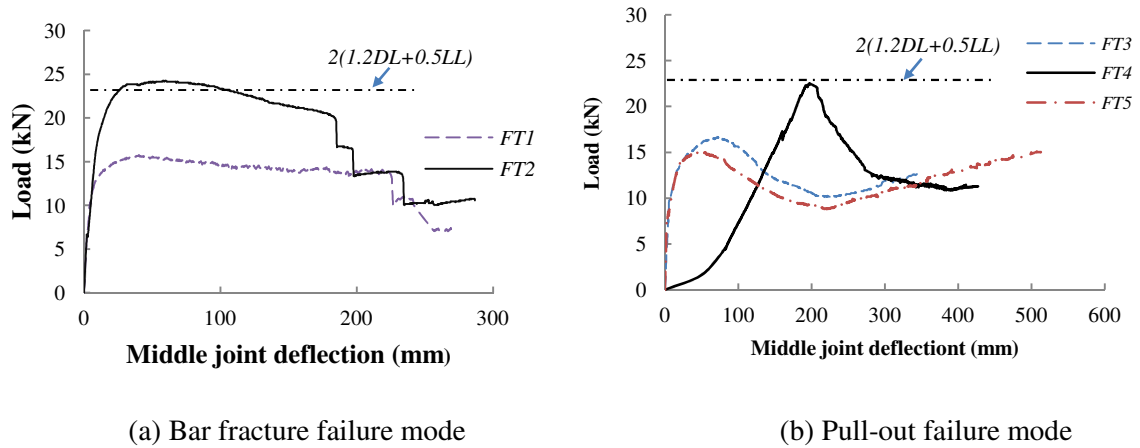 2(1.2DL+0.5LL)
30
25
20
15
10
5
0
Load (kN)
FT1
FT2
0 100 200 300
Middle joint deflection (mm)
(a) Bar fracture failure mode
2(1.2DL+0.5LL)
30
25
20
15
10
5
0
Load (kN)
FT3
FT4
FT5
0 100 200 300 400 500 600
Middle joint deflectiont (mm)
(b) Pull-out failure mode